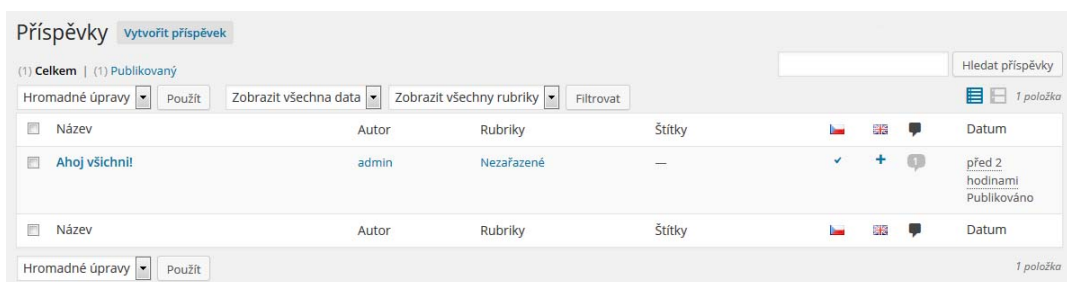 Příspěvky Vytvořit příspěvek
(1) Celkem | (1) Publikovaný
Hledat příspěvky
Hromadné úpravy Použít Zobrazit všechna data Zobrazit všechny rubriky Filtrovat 1 položka
Název Autor Rubriky Štítky Datum
Ahoj všichni! admin Nezařazené — 1 před 2
hodinami
Publikováno
Název Autor Rubriky Štítky Datum
Hromadné úpravy Použít 1 položka